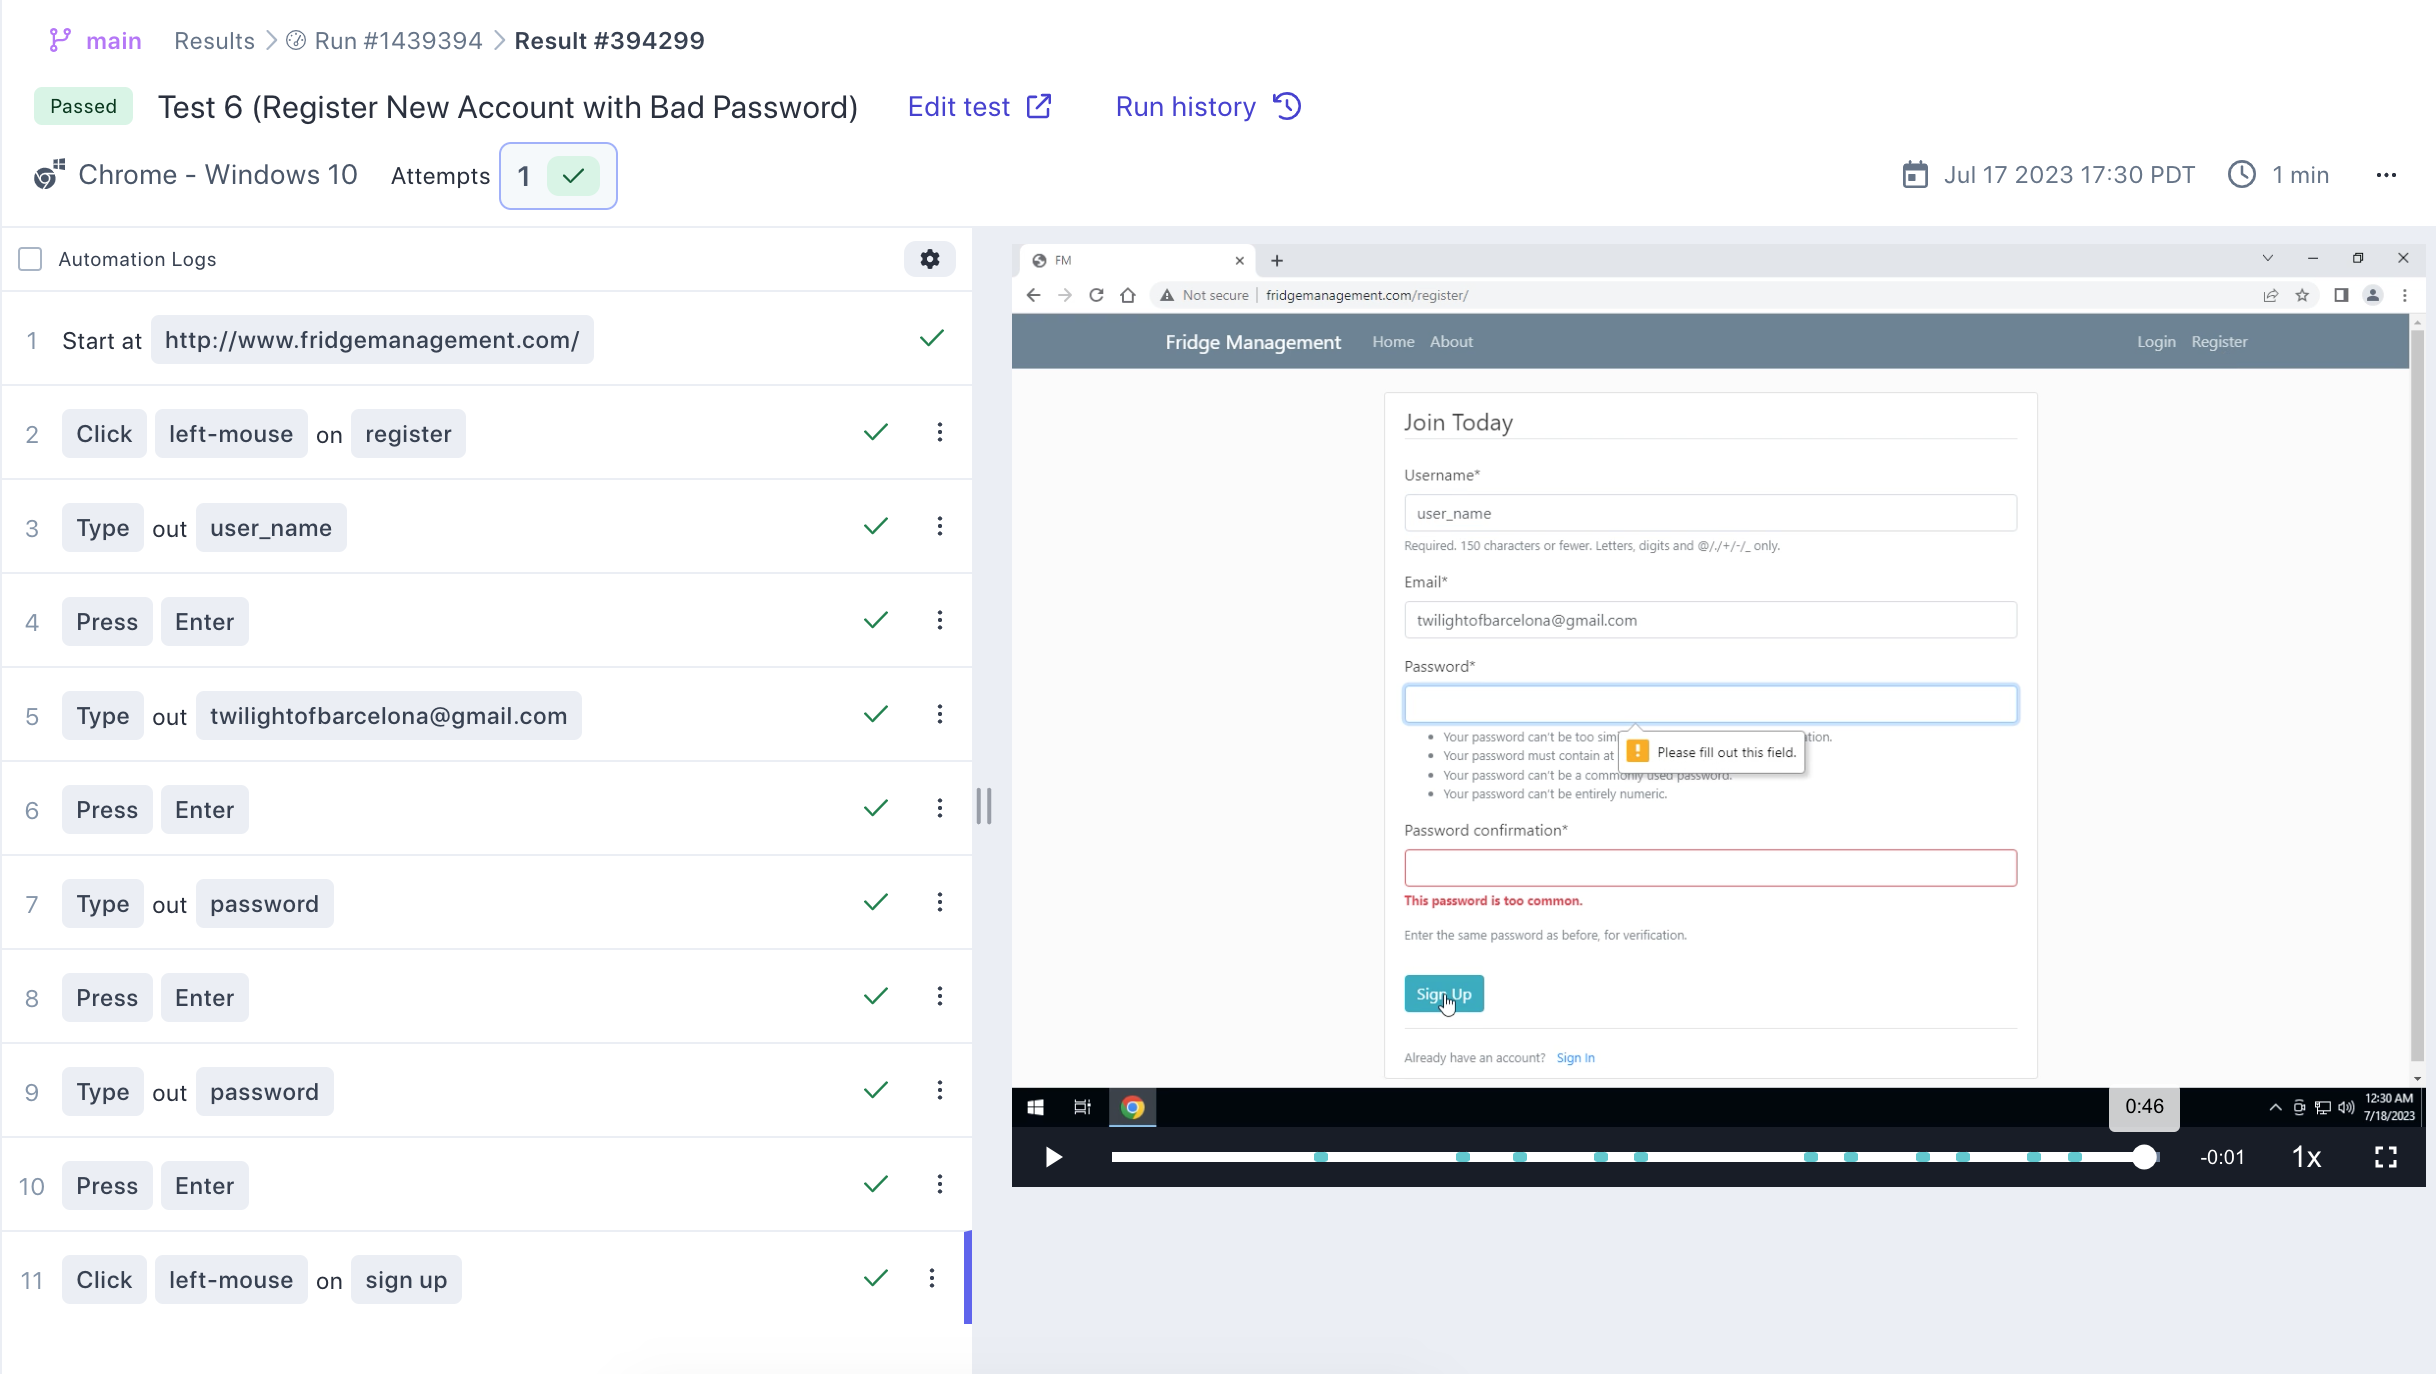 main Results Run #1439394 Result #394299
Passed Test 6 (Register New Account with Bad Password) Edit test Run history
Chrome - Windows 10 Attempts 1 Jul 17 2023 17:30 PDT 1 min
Automation Logs
1 Start at http://www.fridgemanagement.com/
2 Click left-mouse on register
3 Type out user_name
4 Press Enter
5 Type out twilightofbarcelona@gmail.com
6 Press Enter
7 Type out password
8 Press Enter
9 Type out password
10 Press Enter
11 Click left-mouse on sign up
FM
Not secure fridgemanagement.com/register/
Fridge Management Home About Login Register
Join Today
Username*
user_name
Required. 150 characters or fewer. Letters, digits and @/./+/-/_ only.
Email*
twilightofbarcelona@gmail.com
Password*
Your password can't be too
Your password must contain at
Please fill out this field.
Your password can't be a commonly used password.
Your password can't be entirely numeric.
Password confirmation*
This password is too common.
Enter the same password as before, for verification.
Sign Up
Already have an account? Sign In
0:46
12:30 AM
7/18/2023
-0:01 1x